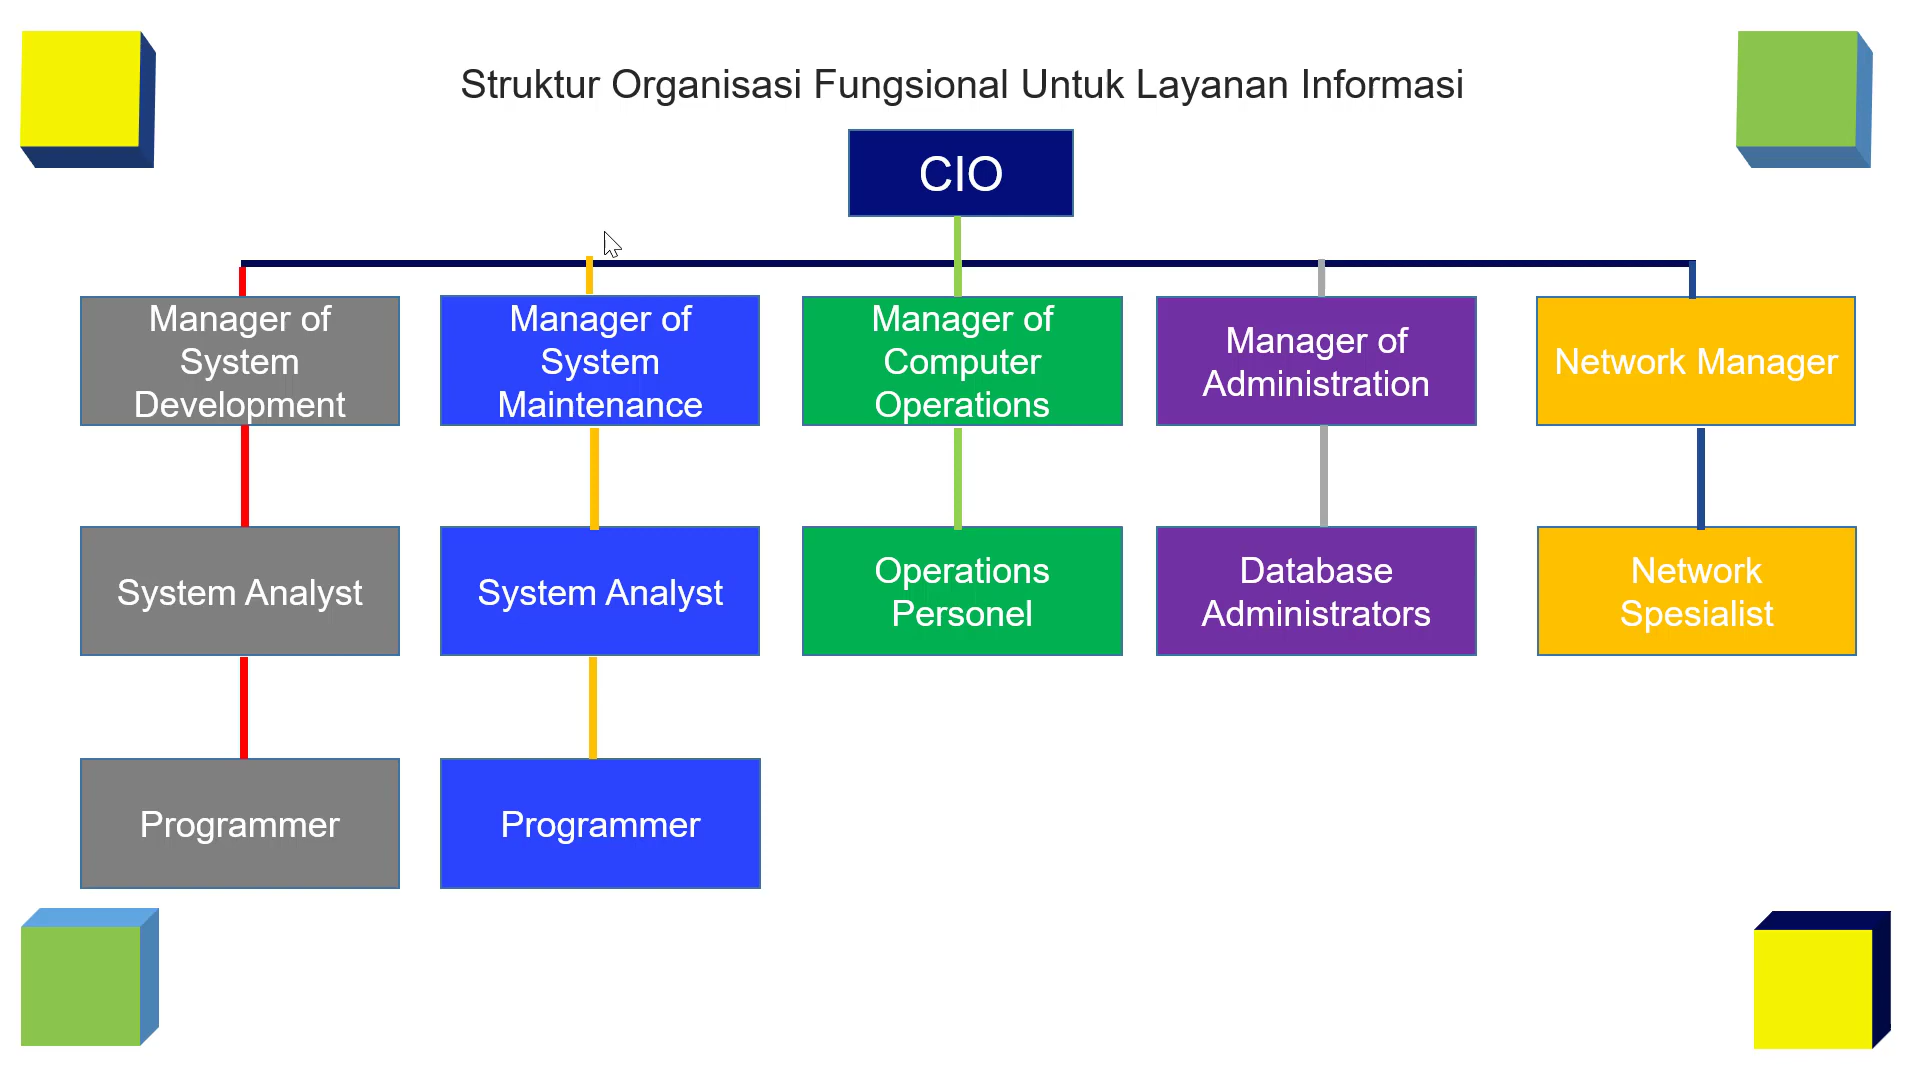 Struktur Organisasi Fungsional Untuk Layanan Informasi
CIO
Manager of
System
Development
Manager of
System
Maintenance
Manager of
Computer
Operations
Manager of
Administration
Network Manager
System Analyst
System Analyst
Operations
Personel
Database
Administrators
Network
Spesialist
Programmer
Programmer